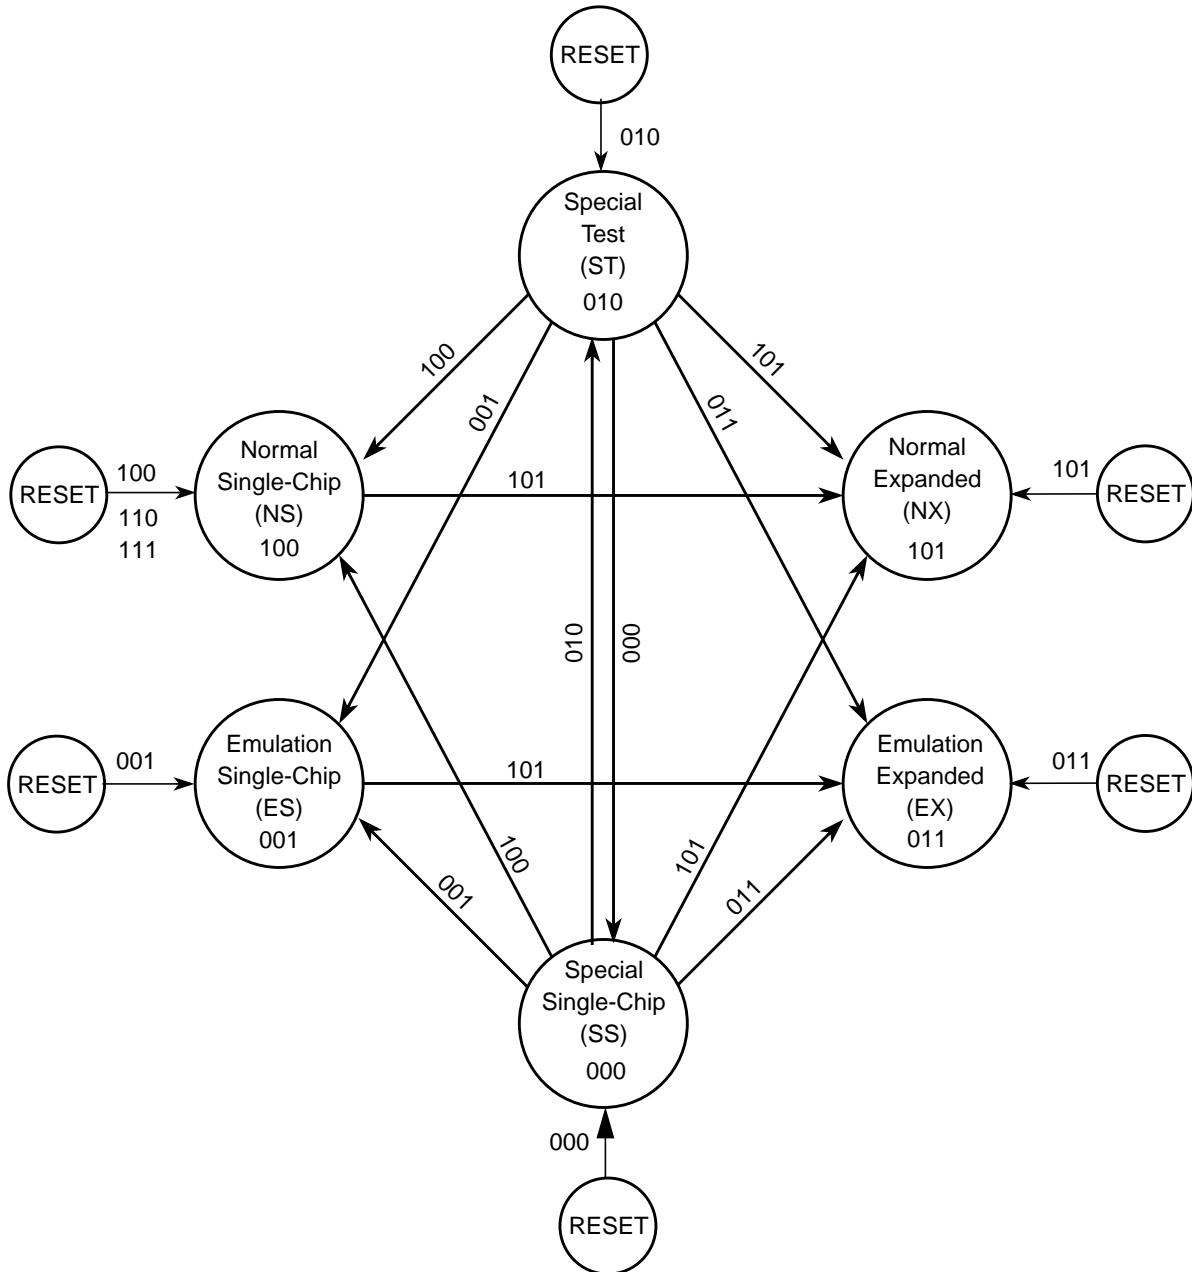 RESET
010
Special
Test
(ST)
010
100
101
001
011
Normal
Single-Chip
(NS)
100
Normal
Expanded
(NX)
101
RESET
100
110
111
101
101
RESET
010
000
Emulation
Single-Chip
(ES)
001
Emulation
Expanded
(EX)
011
RESET
001
101
011
RESET
100
101
001
011
Special
Single-Chip
(SS)
000
000
RESET